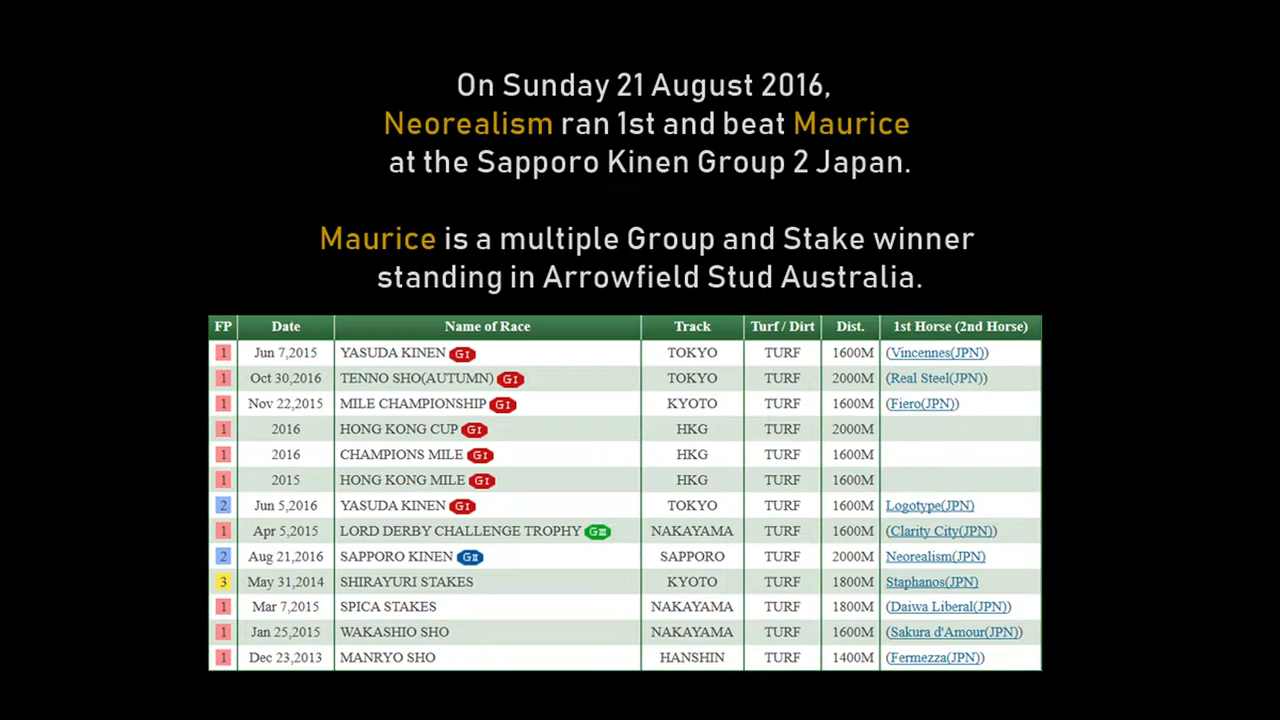 On Sunday 21 August 2016,
Neorealism ran 1st and beat Maurice
at the Sapporo Kinen Group 2 Japan.
Maurice is a multiple Group and Stake winner
standing in Arrowfield Stud Australia.
FP Date Name of Race Track Turf / Dirt Dist. 1st Horse (2nd Horse)
1 Jun 7,2015 YASUDA KINEN GI TOKYO TURF 1600M (Vincennes(JPN))
1 Oct 30,2016 TENNO SHO(AUTUMN) GI TOKYO TURF 2000M (Real Steel(JPN))
1 Nov 22,2015 MILE CHAMPIONSHIP GI KYOTO TURF 1600M (Fiero(JPN))
1 2016 HONG KONG CUP GI HKG TURF 2000M
1 2016 CHAMPIONS MILE GI HKG TURF 1600M
1 2015 HONG KONG MILE GI HKG TURF 1600M
2 Jun 5,2016 YASUDA KINEN GI TOKYO TURF 1600M Logotype(JPN)
1 Apr 5,2015 LORD DERBY CHALLENGE TROPHY GIII NAKAYAMA TURF 1600M (Clarity City(JPN))
2 Aug 21,2016 SAPPORO KINEN GII SAPPORO TURF 2000M Neorealism(JPN)
3 May 31,2014 SHIRAYURI STAKES KYOTO TURF 1800M Staphanos(JPN)
1 Mar 7,2015 SPICA STAKES NAKAYAMA TURF 1800M (Daiwa Liberal(JPN))
1 Jan 25,2015 WAKASHIO SHO NAKAYAMA TURF 1600M (Sakura d'Amour(JPN))
1 Dec 23,2013 MANRYO SHO HANSHIN TURF 1400M (Fermezza(JPN))